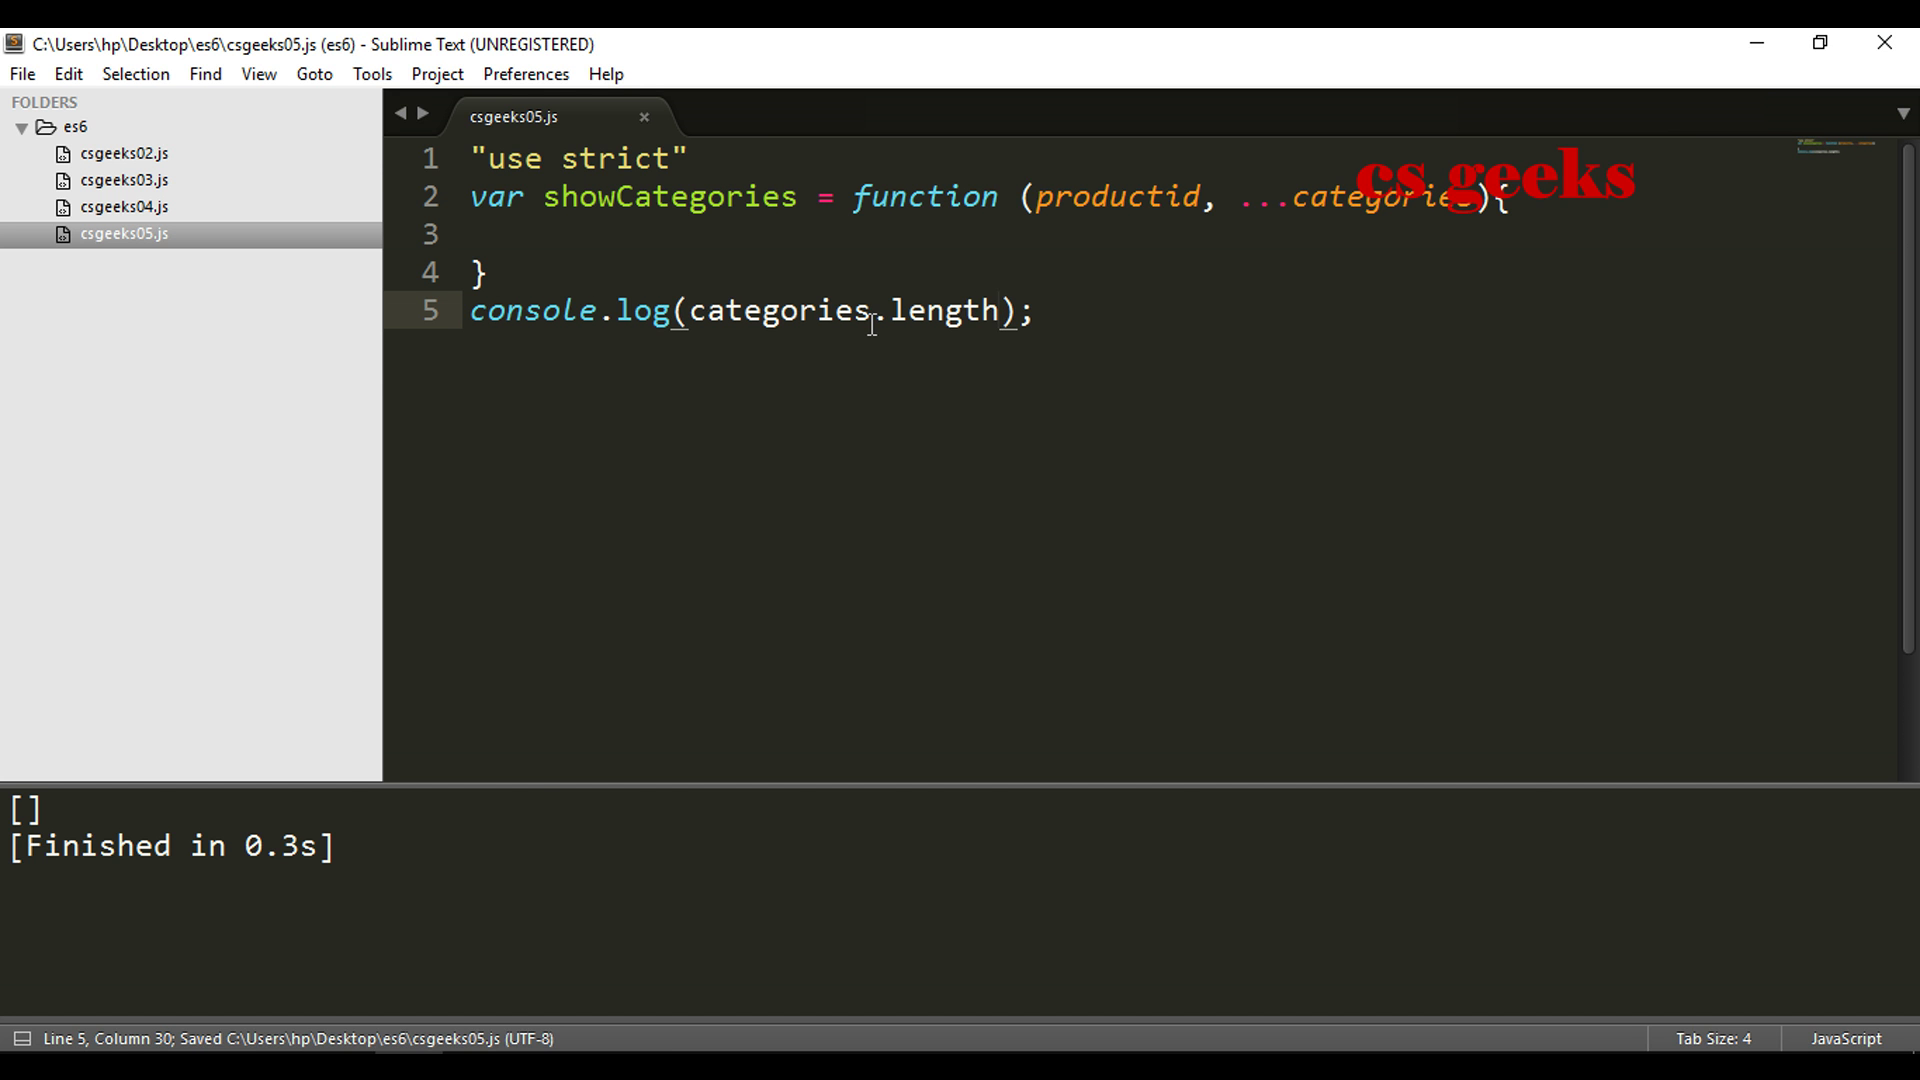 C:\Users\hp\Desktop\es6\csgeeks05.js (es6) - Sublime Text (UNREGISTERED)
File Edit Selection Find View Goto Tools Project Preferences Help
FOLDERS
es6
csgeeks02.js
csgeeks03.js
csgeeks04.js
csgeeks05.js
csgeeks05.js
cs geeks
1 "use strict"
2 var showCategories = function (productid, ...categories){
3
4 }
5 console.log(categories.length);
[]
[Finished in 0.3s]
Line 5, Column 30; Saved C:\Users\hp\Desktop\es6\csgeeks05.js (UTF-8) Tab Size: 4 JavaScript